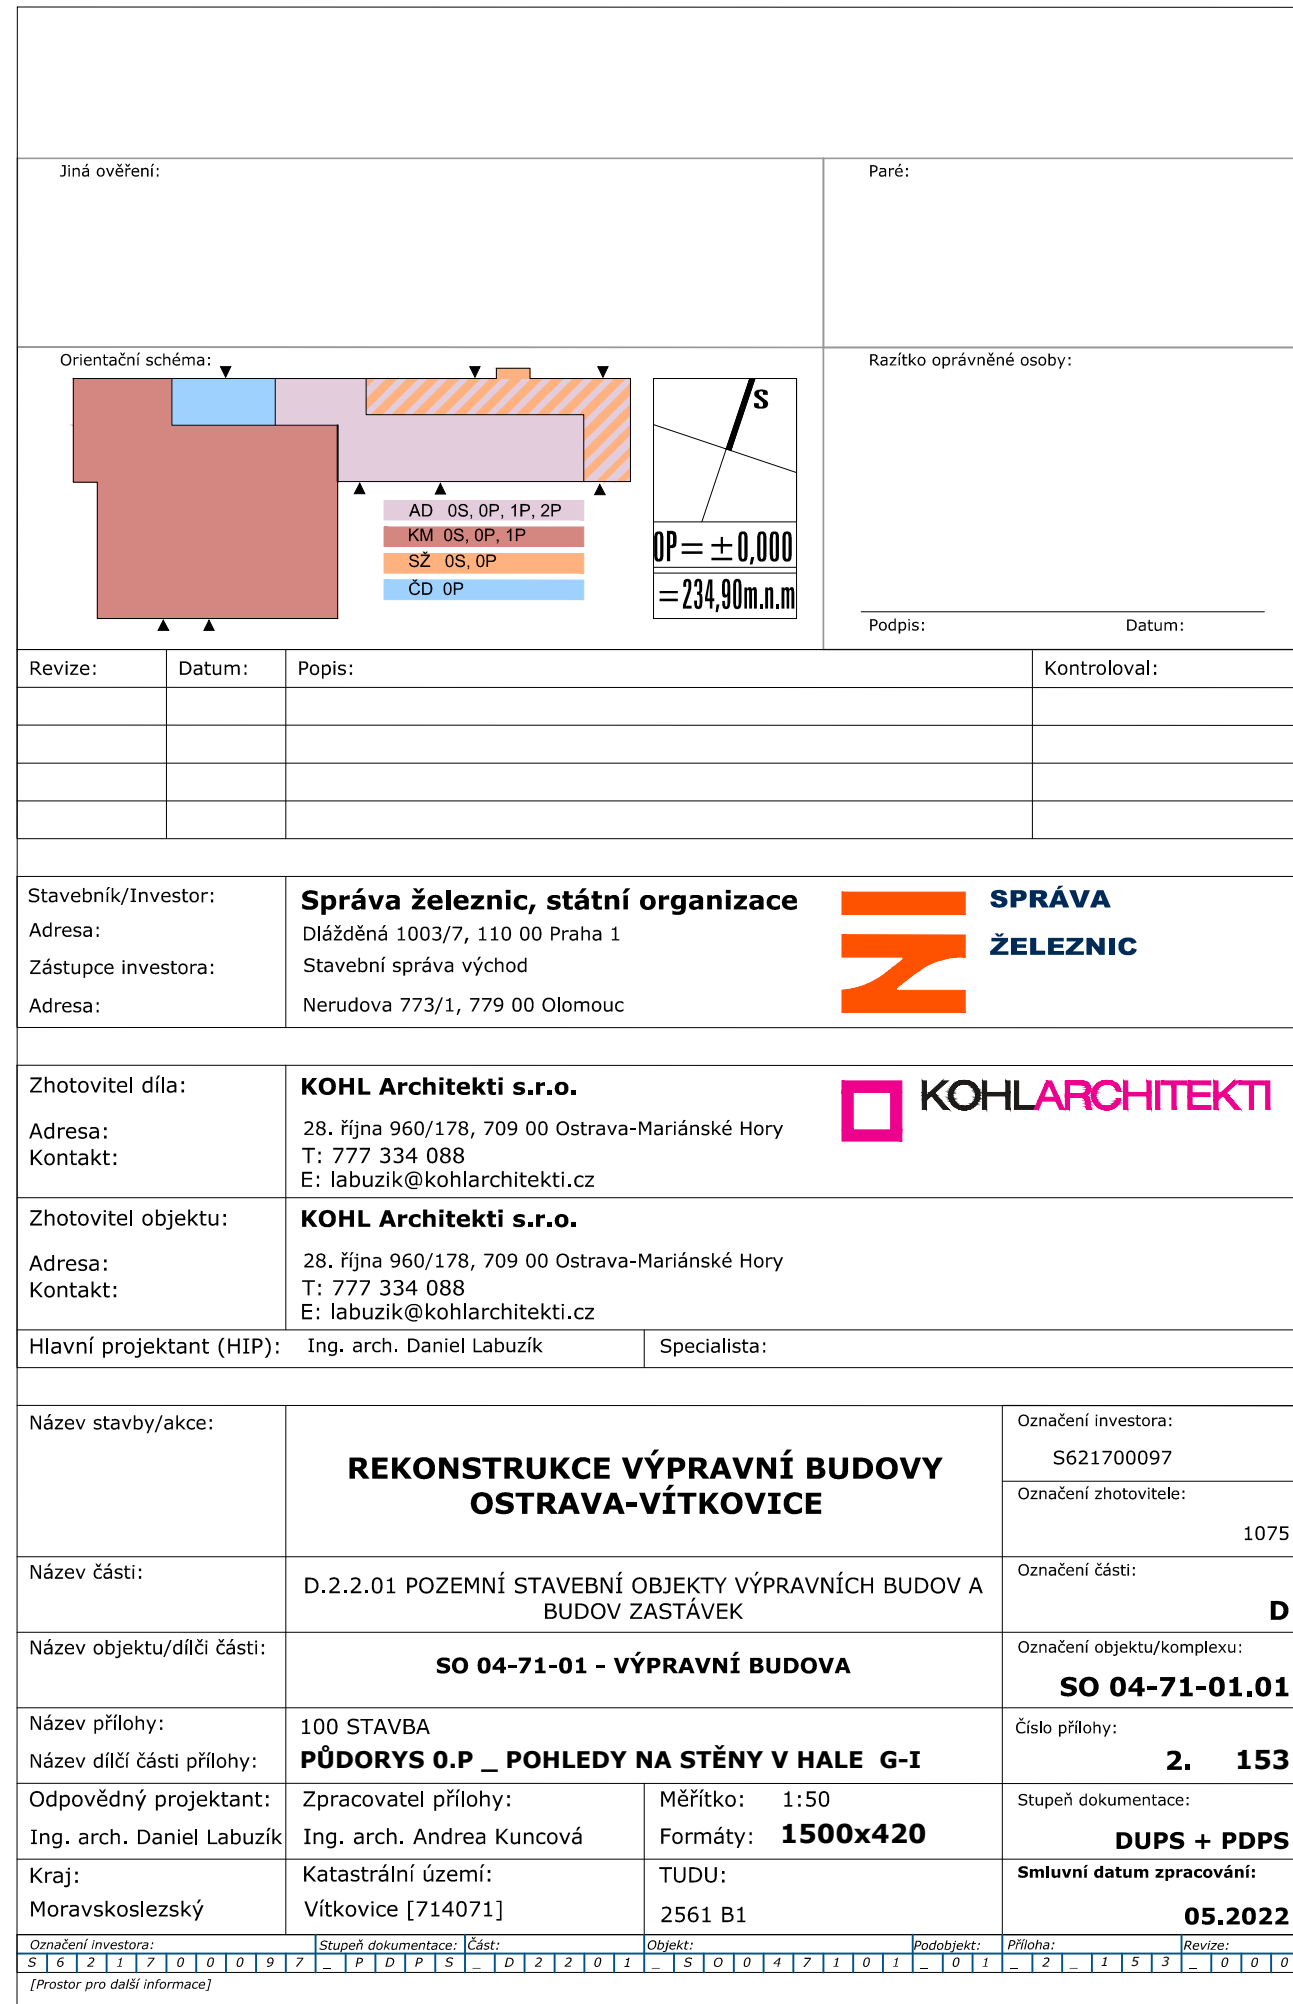 Jiná ověření:
Paré:
Orientační schéma:
Razítko oprávněné osoby:
S
AD 0S, 0P, 1P, 2P
KM 0S, 0P, 1P
SŽ 0S, 0P
ČD 0P
0P=±0,000
=234,90m.n.m
Podpis: Datum:
Revize: Datum: Popis: Kontroloval:
Stavebník/Investor: Správa železnic, státní organizace
SPRÁVA
ŽELEZNIC
Adresa: Dlážděná 1003/7, 110 00 Praha 1
Zástupce investora: Stavební správa východ
Adresa: Nerudova 773/1, 779 00 Olomouc
Zhotovitel díla: KOHL Architekti s.r.o.
KOHLARCHITEKTI
Adresa: 28. října 960/178, 709 00 Ostrava-Mariánské Hory
Kontakt: T: 777 334 088
E: labuzik@kohlarchitekti.cz
Zhotovitel objektu: KOHL Architekti s.r.o.
Adresa: 28. října 960/178, 709 00 Ostrava-Mariánské Hory
Kontakt: T: 777 334 088
E: labuzik@kohlarchitekti.cz
Hlavní projektant (HIP): Ing. arch. Daniel Labuzík Specialista:
Název stavby/akce:
REKONSTRUKCE VÝPRAVNÍ BUDOVY
OSTRAVA-VÍTKOVICE
Označení investora:
S621700097
Označení zhotovitele:
1075
Název části:
D.2.2.01 POZEMNÍ STAVEBNÍ OBJEKTY VÝPRAVNÍCH BUDOV A
BUDOV ZASTÁVEK
Označení části:
D
Název objektu/dílči části:
SO 04-71-01 - VÝPRAVNÍ BUDOVA
Označení objektu/komplexu:
SO 04-71-01.01
Název přílohy: 100 STAVBA
Název dílčí části přílohy: PŮDORYS 0.P _ POHLEDY NA STĚNY V HALE G-I
Číslo přílohy:
2. 153
Odpovědný projektant: Zpracovatel přílohy: Měřítko: 1:50
Ing. arch. Daniel Labuzík Ing. arch. Andrea Kuncová Formáty: 1500x420
Stupeň dokumentace:
DUPS + PDPS
Kraj: Katastrální území: TUDU:
Moravskoslezský Vítkovice [714071] 2561 B1
Smluvní datum zpracování:
05.2022
Označení investora: Stupeň dokumentace: Část: Objekt: Podobjekt: Příloha: Revize:
S 6 2 1 7 0 0 0 9 7 _ P D P S _ D 2 2 0 1 _ S O 0 4 7 1 0 1 _ 0 1 _ 2 _ 1 5 3 _ 0 0 0
[Prostor pro další informace]